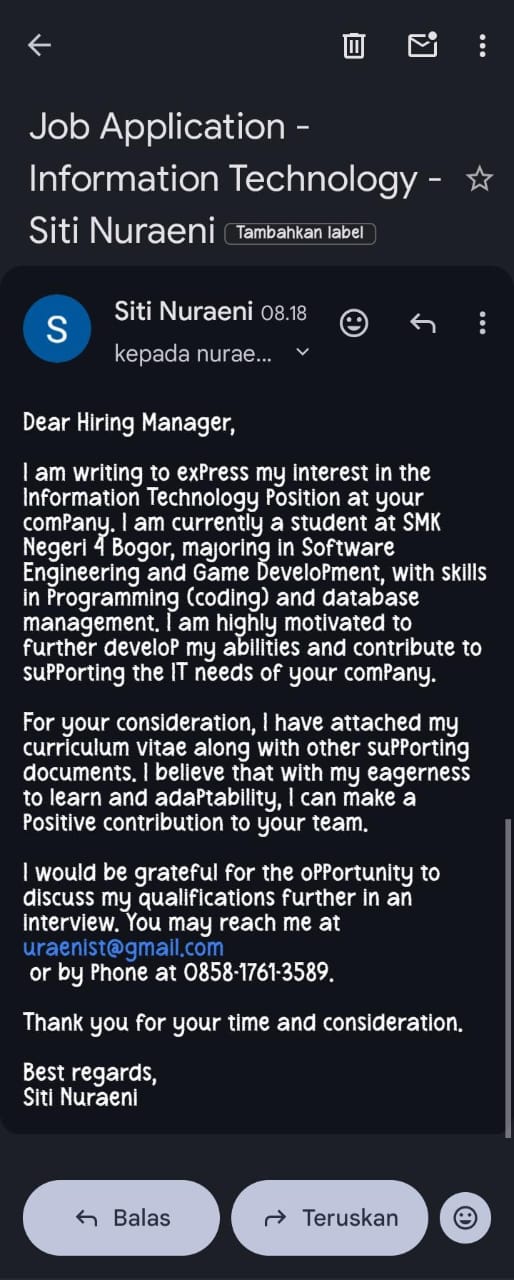 Job Application -
Information Technology -
Siti Nuraeni Tambahkan label
S
Siti Nuraeni 08.18
kepada nurae...
Dear Hiring Manager,
I am writing to express my interest in the
Information Technology Position at your
company. I am currently a student at SMK
Negeri 4 Bogor, majoring in Software
Engineering and Game Development, with skills
in Programming (coding) and database
management. I am highly motivated to
further develop my abilities and contribute to
supporting the IT needs of your company.
For your consideration, I have attached my
curriculum vitae along with other supporting
documents. I believe that with my eagerness
to learn and adaptability, I can make a
Positive contribution to your team.
I would be grateful for the opportunity to
discuss my qualifications further in an
interview. You may reach me at
uraenist@gmail.com
or by Phone at 0858-1761-3589.
Thank you for your time and consideration.
Best regards,
Siti Nuraeni
Balas
Teruskan